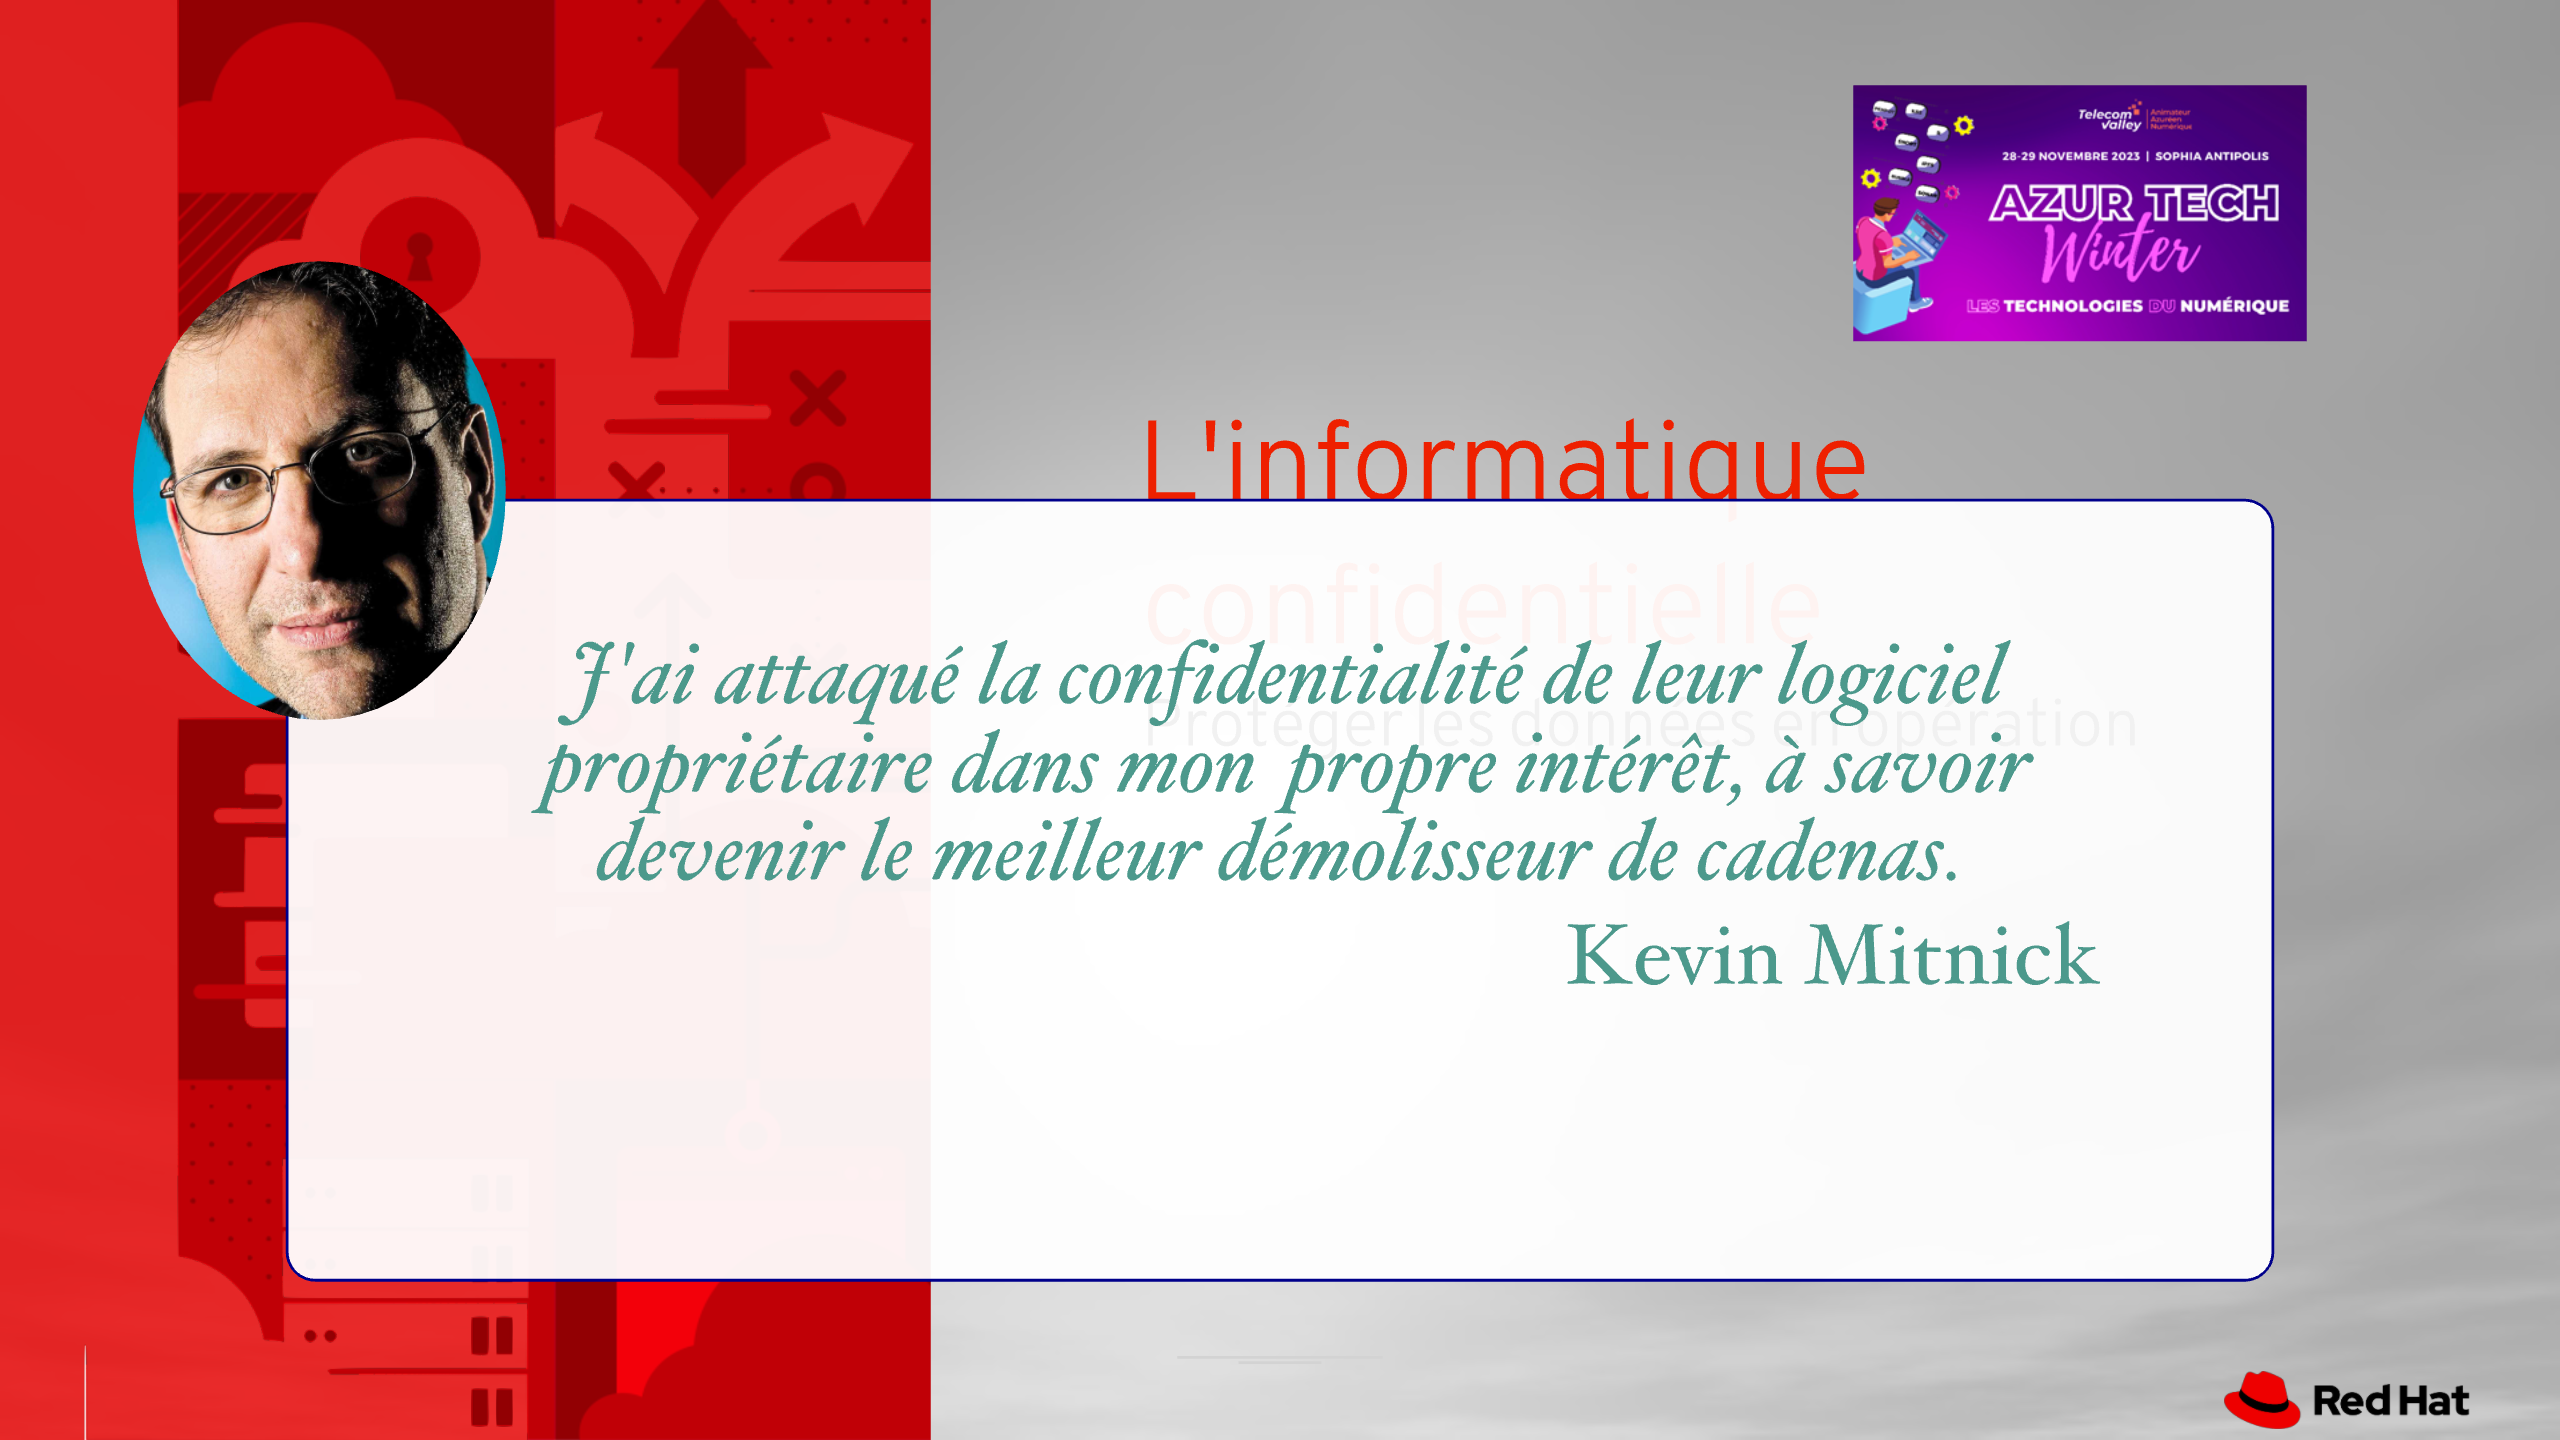 Telecom Valley
Animateur
Azuréen
Numérique
28-29 NOVEMBRE 2023 | SOPHIA ANTIPOLIS
AZUR TECH
Winter
LES TECHNOLOGIES DU NUMÉRIQUE
L'informatique
confidentielle
Protéger les données en opération
J'ai attaqué la confidentialité de leur logiciel
propriétaire dans mon propre intérêt, à savoir
devenir le meilleur démolisseur de cadenas.
Kevin Mitnick
Red Hat